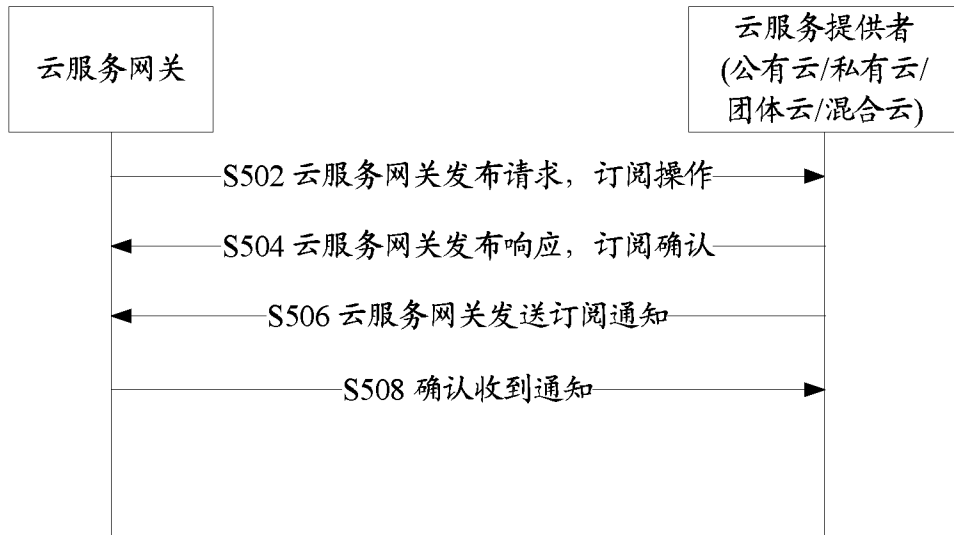 云服务网关
云服务提供者
(公有云/私有云/
团体云/混合云)
S502 云服务网关发布请求，订阅操作
S504 云服务网关发布响应，订阅确认
S506 云服务网关发送订阅通知
S508 确认收到通知